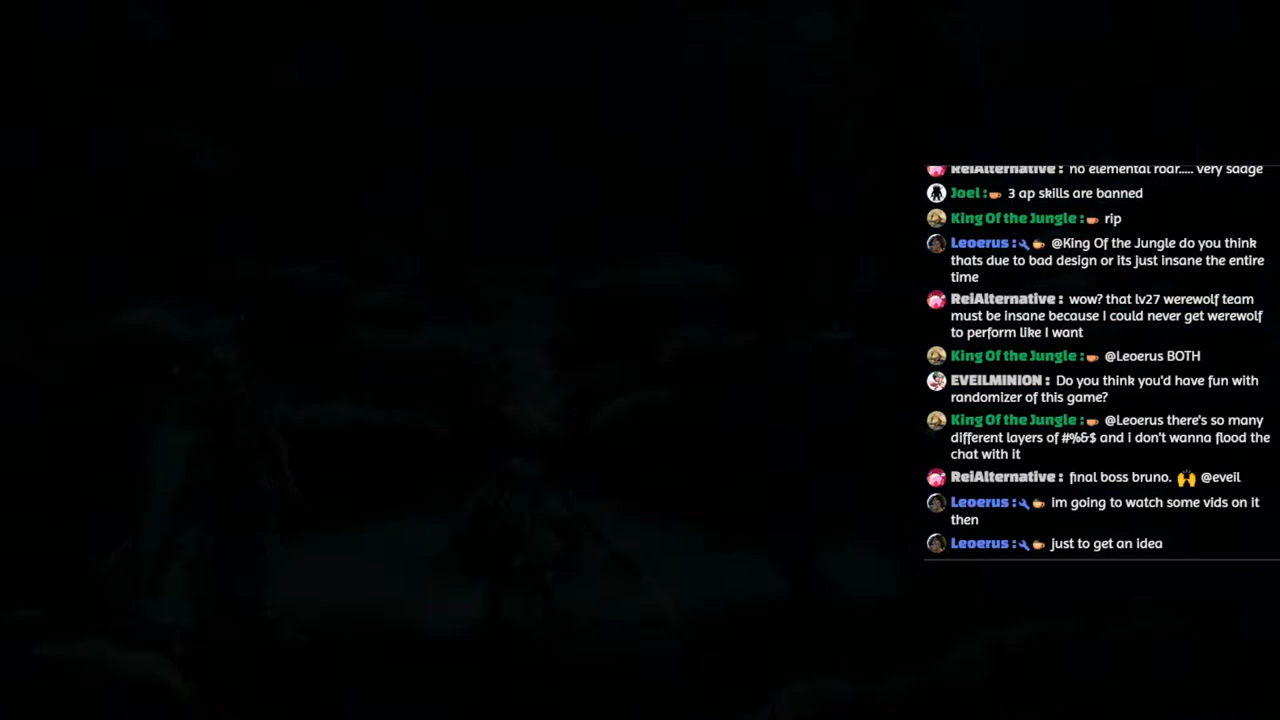 ReiAlternative : no elemental roar..... very sadge
Joel : 3 ap skills are banned
King Of the Jungle : rip
Leoerus : @King Of the Jungle do you think
thats due to bad design or its just insane the entire
time
ReiAlternative : wow? that lv27 werewolf team
must be insane because I could never get werewolf
to perform like I want
King Of the Jungle : @Leoerus BOTH
EVEILMINION : Do you think you'd have fun with
randomizer of this game?
King Of the Jungle : @Leoerus there's so many
different layers of #%&$ and i don't wanna flood the
chat with it
ReiAlternative : final boss bruno. 🙌 @eveil
Leoerus : im going to watch some vids on it
then
Leoerus : just to get an idea